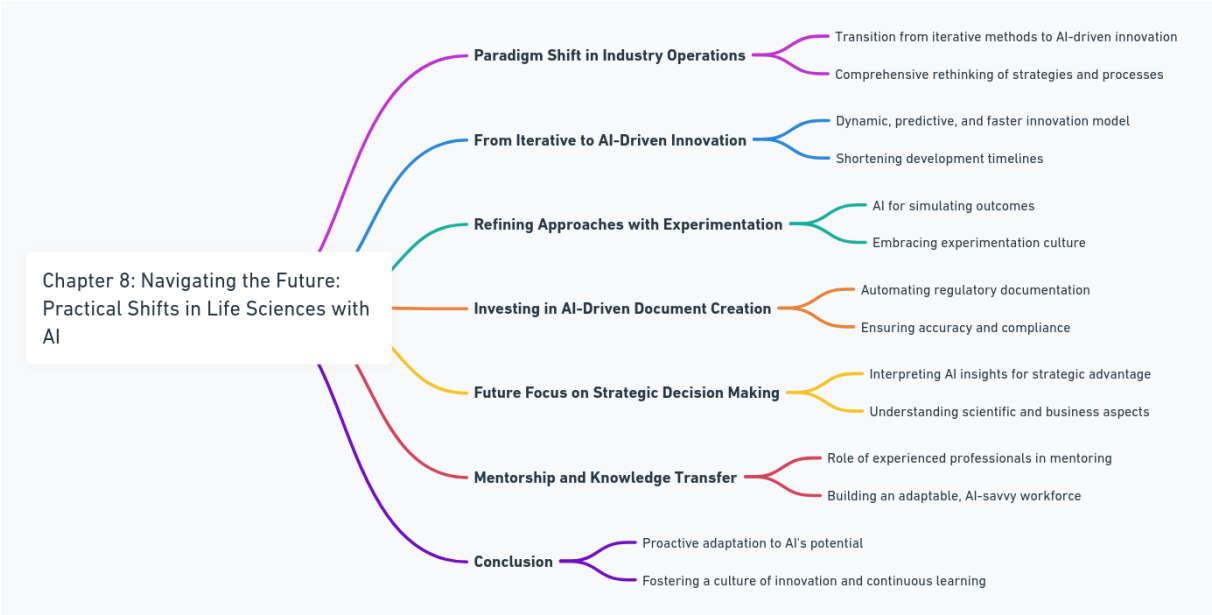 Chapter 8: Navigating the Future:
Practical Shifts in Life Sciences with
AI
Paradigm Shift in Industry Operations
Transition from iterative methods to AI-driven innovation
Comprehensive rethinking of strategies and processes
From Iterative to AI-Driven Innovation
Dynamic, predictive, and faster innovation model
Shortening development timelines
Refining Approaches with Experimentation
AI for simulating outcomes
Embracing experimentation culture
Investing in AI-Driven Document Creation
Automating regulatory documentation
Ensuring accuracy and compliance
Future Focus on Strategic Decision Making
Interpreting AI insights for strategic advantage
Understanding scientific and business aspects
Mentorship and Knowledge Transfer
Role of experienced professionals in mentoring
Building an adaptable, AI-savvy workforce
Conclusion
Proactive adaptation to AI's potential
Fostering a culture of innovation and continuous learning